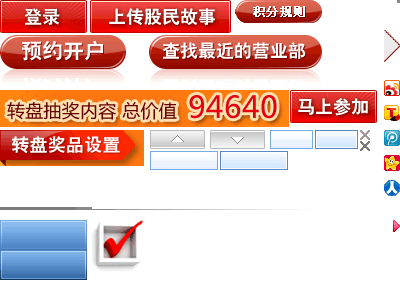 登录
上传股民故事
积分规则
预约开户
查找最近的营业部
转盘抽奖内容 总价值 94640
马上参加
转盘奖品设置